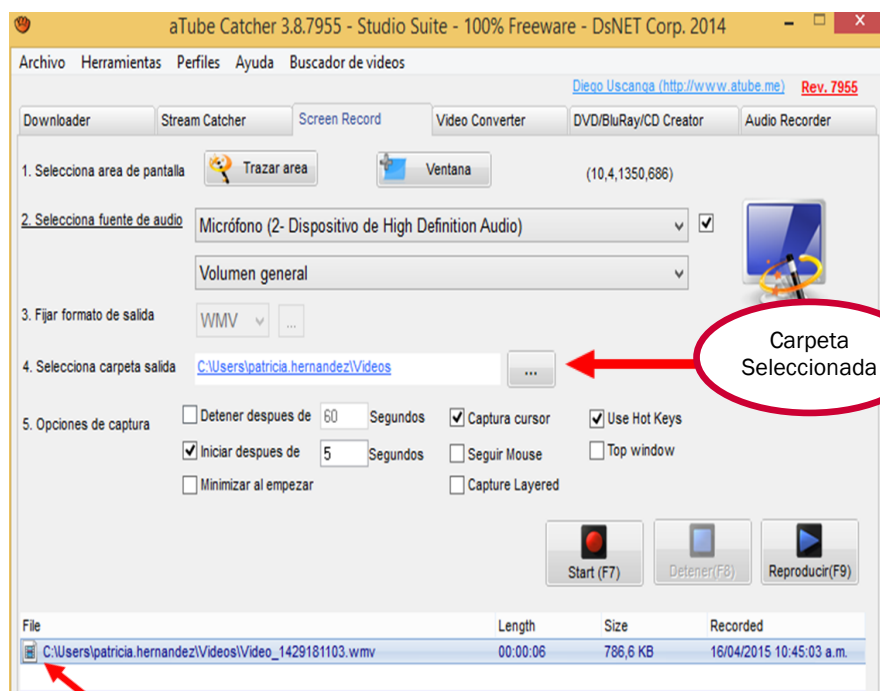 aTube Catcher 3.8.7955 - Studio Suite - 100% Freeware - DsNET Corp. 2014
Archivo Herramientas Perfiles Ayuda Buscador de videos
Diego Uscanga (http://www.atube.me) Rev. 7955
Downloader Stream Catcher Screen Record Video Converter DVD/BluRay/CD Creator Audio Recorder
1. Selecciona area de pantalla Trazar area Ventana (10,4,1350,686)
2. Selecciona fuente de audio Micrófono (2- Dispositivo de High Definition Audio)
Volumen general
3. Fijar formato de salida WMV ...
4. Selecciona carpeta salida C:\Users\patricia.hernandez\Videos ...
Carpeta
Seleccionada
5. Opciones de captura Detener despues de 60 Segundos Captura cursor Use Hot Keys
Iniciar despues de 5 Segundos Seguir Mouse Top window
Minimizar al empezar Capture Layered
Start (F7) Detener(F8) Reproducir(F9)
File Length Size Recorded
C:\Users\patricia.hernandez\Videos\Video_1429181103.wmv 00:00:06 786,6 KB 16/04/2015 10:45:03 a.m.